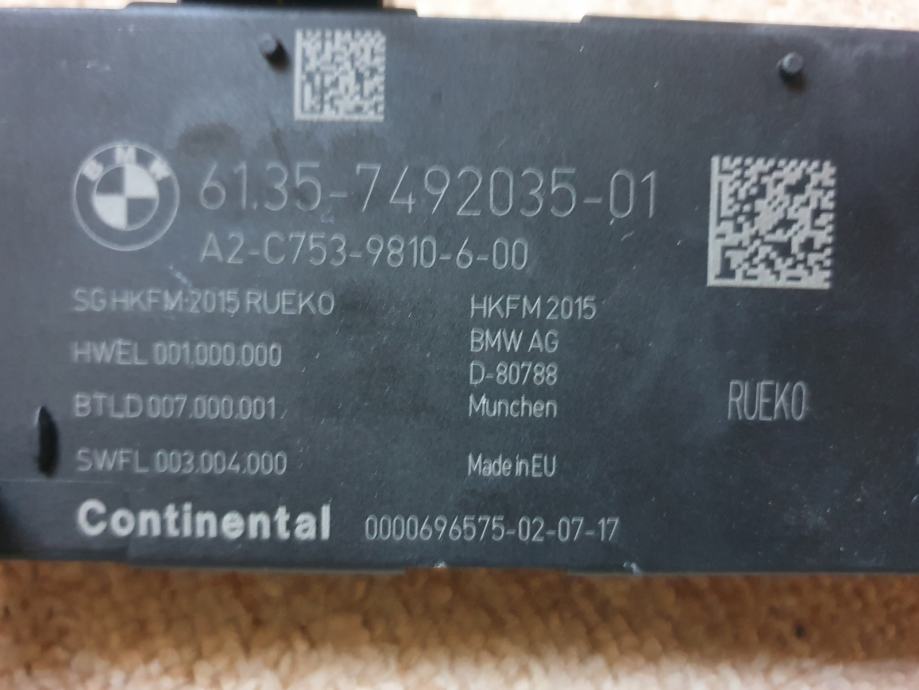 BMW
61.35-7492035-01
A2-C753-9810-6-00
SG HKFM-2015 RUEKO
HWEL 001.000.000
BTLD 007.000.001
SWFL 003.004.000
HKFM 2015
BMW AG
D-80788
Munchen
Made in EU
RUEKO
Continental 0000696575-02-07-17